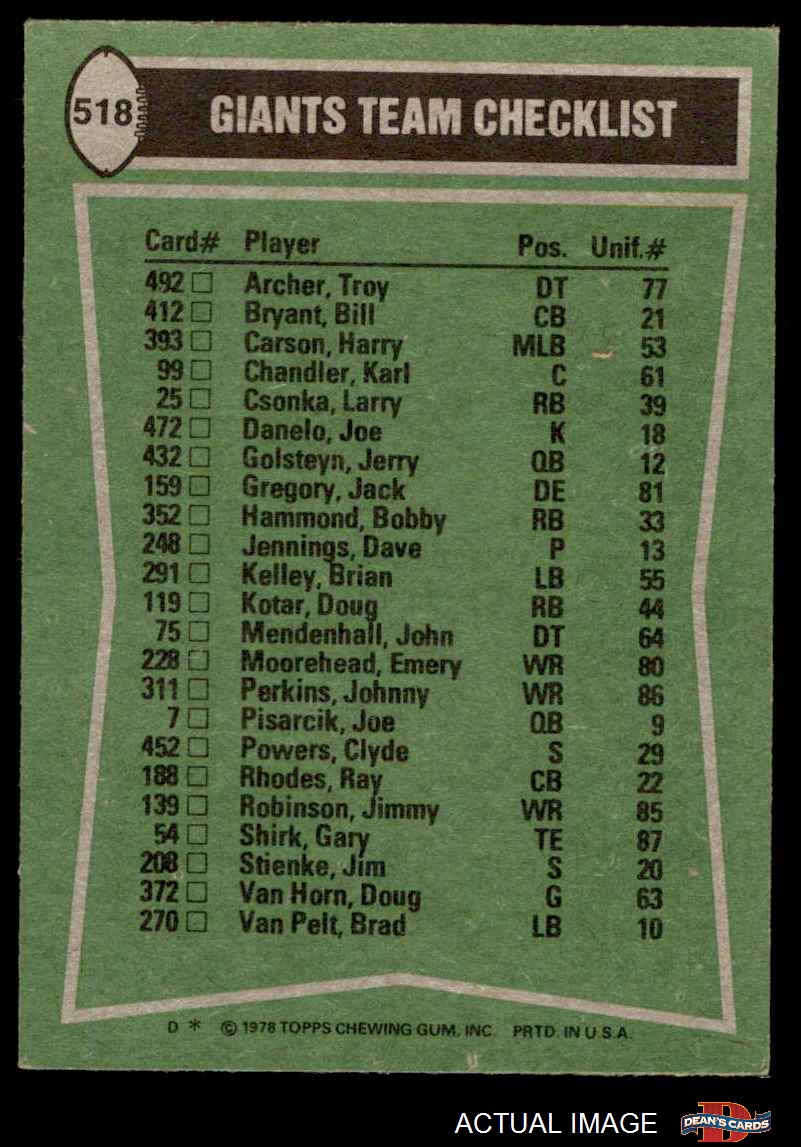 518 GIANTS TEAM CHECKLIST
Card# Player Pos. Unif.#
492 □ Archer, Troy DT 77
412 □ Bryant, Bill CB 21
393 □ Carson, Harry MLB 53
99 □ Chandler, Karl C 61
25 □ Csonka, Larry RB 39
472 □ Danelo, Joe K 18
432 □ Golsteyn, Jerry QB 12
159 □ Gregory, Jack DE 81
352 □ Hammond, Bobby RB 33
248 □ Jennings, Dave P 13
291 □ Kelley, Brian LB 55
119 □ Kotar, Doug RB 44
75 □ Mendenhall, John DT 64
228 □ Moorehead, Emery WR 80
311 □ Perkins, Johnny WR 86
7 □ Pisarcik, Joe QB 9
452 □ Powers, Clyde S 29
188 □ Rhodes, Ray CB 22
139 □ Robinson, Jimmy WR 85
54 □ Shirk, Gary TE 87
208 □ Stienke, Jim S 20
372 □ Van Horn, Doug G 63
270 □ Van Pelt, Brad LB 10
D * © 1978 TOPPS CHEWING GUM, INC. PRTD. IN U.S.A.
ACTUAL IMAGE DEAN'S CARDS